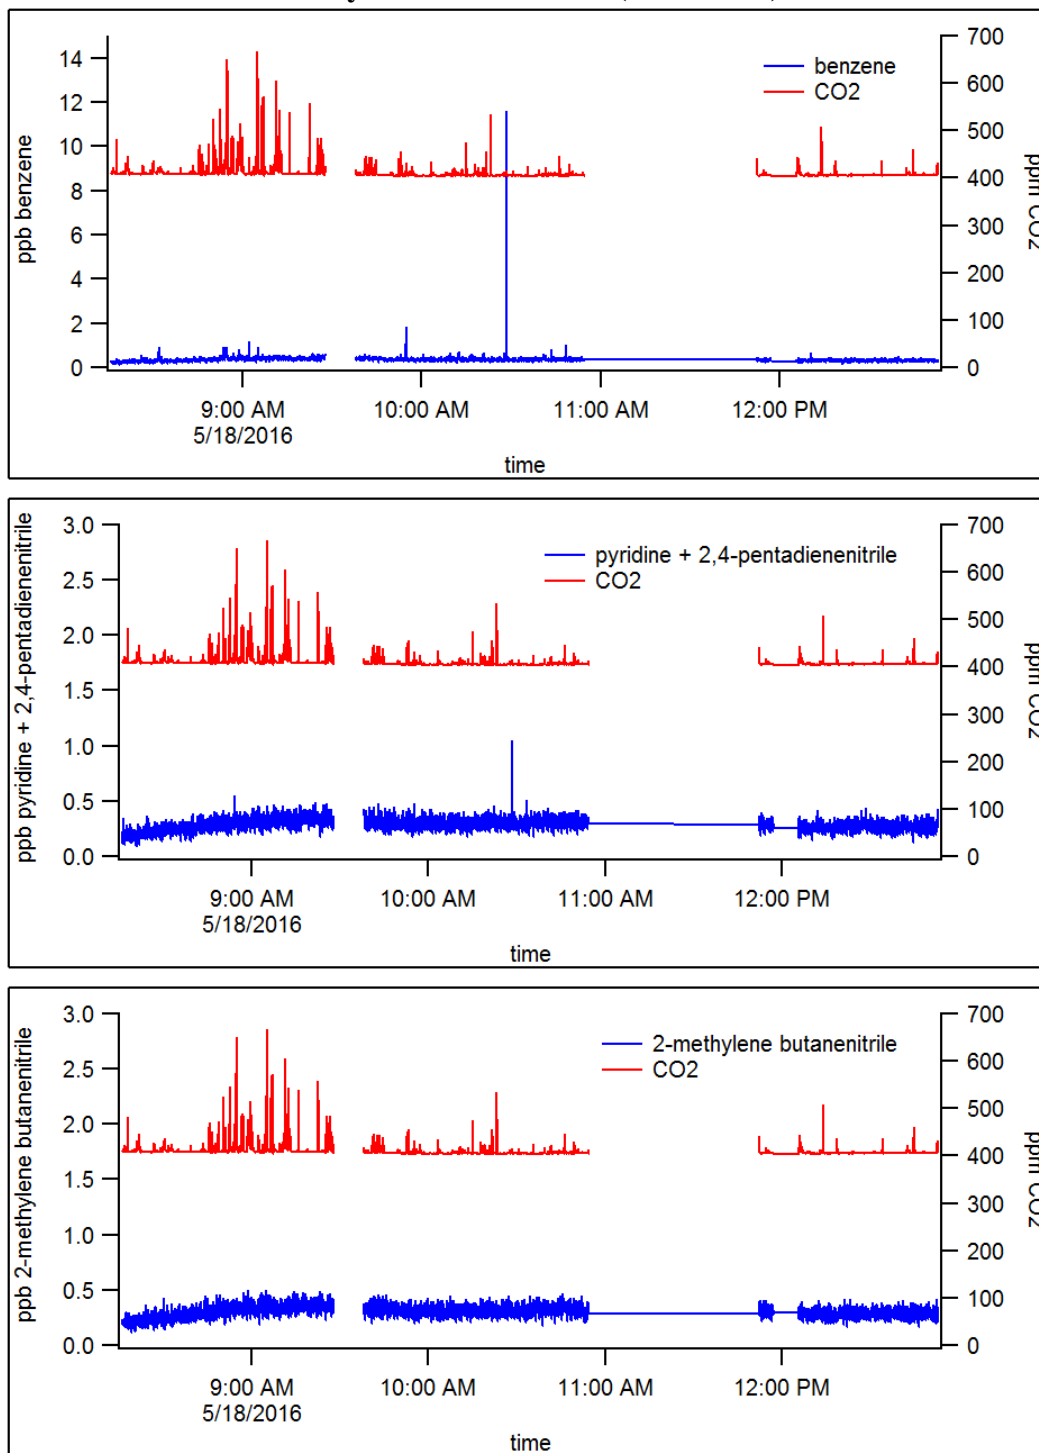 14
12
10
8
6
4
2
0
ppb benzene
benzene
CO2
700
600
500
400
300
200
100
0
ppm CO2
9:00 AM
5/18/2016
10:00 AM
11:00 AM
12:00 PM
time
3.0
2.5
2.0
1.5
1.0
0.5
0.0
ppb pyridine + 2,4-pentadienenitrile
pyridine + 2,4-pentadienenitrile
CO2
700
600
500
400
300
200
100
0
ppm CO2
9:00 AM
5/18/2016
10:00 AM
11:00 AM
12:00 PM
time
3.0
2.5
2.0
1.5
1.0
0.5
0.0
ppb 2-methylene butanenitrile
2-methylene butanenitrile
CO2
700
600
500
400
300
200
100
0
ppm CO2
9:00 AM
5/18/2016
10:00 AM
11:00 AM
12:00 PM
time